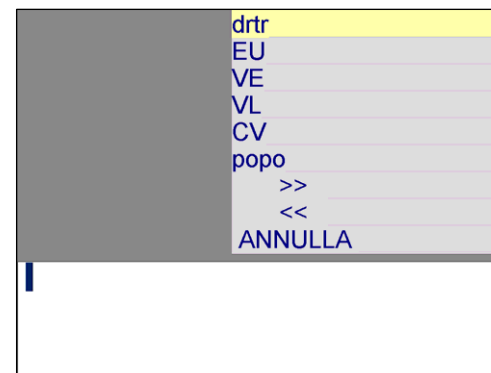 drtr
EU
VE
VL
CV
popo
>>
<<
ANNULLA